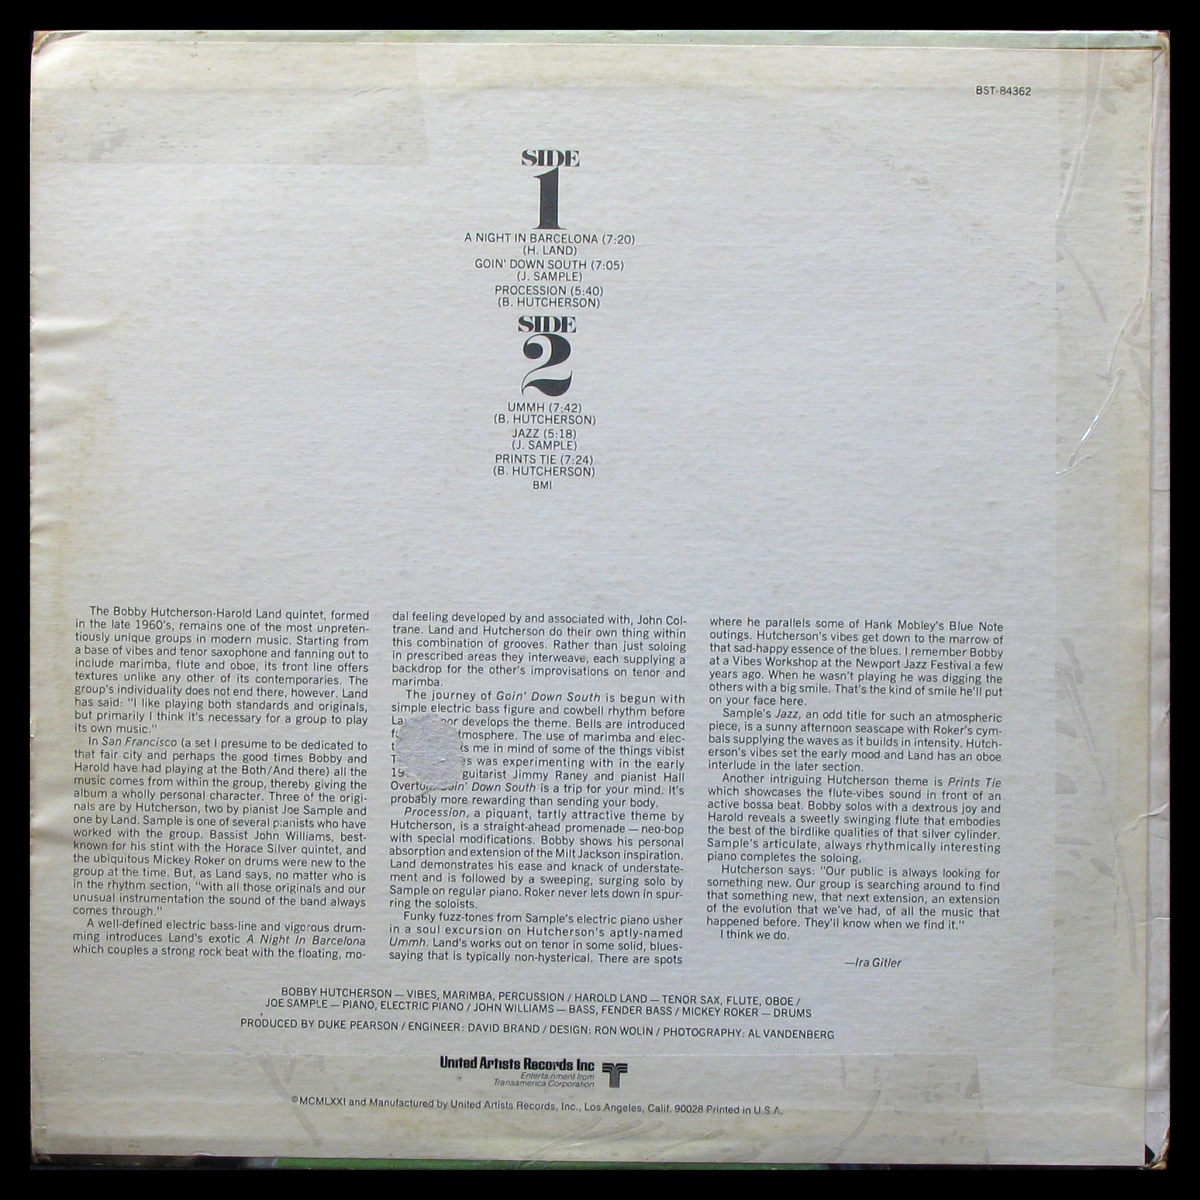 BST-84362
SIDE
1
A NIGHT IN BARCELONA (7:20)
(H. LAND)
GOIN' DOWN SOUTH (7:05)
(J. SAMPLE)
PROCESSION (5:40)
(B. HUTCHERSON)
SIDE
2
UMMH (7:42)
(B. HUTCHERSON)
JAZZ (5:18)
(J. SAMPLE)
PRINTS TIE (7:24)
(B. HUTCHERSON)
BMI
The Bobby Hutcherson-Harold Land quintet, formed
in the late 1960's, remains one of the most unpreten-
tiously unique groups in modern music. Starting from
a base of vibes and tenor saxophone and fanning out to
include marimba, flute and oboe, its front line offers
textures unlike any other of its contemporaries. The
group's individuality does not end there, however. Land
has said: "I like playing both standards and originals,
but primarily I think it's necessary for a group to play
its own music."
In San Francisco (a set I presume to be dedicated to
that fair city and perhaps the good times Bobby and
Harold have had playing at the Both/And there) all the
music comes from within the group, thereby giving the
album a wholly personal character. Three of the origi-
nals are by Hutcherson, two by pianist Joe Sample and
one by Land. Sample is one of several pianists who have
worked with the group. Bassist John Williams, best-
known for his stint with the Horace Silver quintet, and
the ubiquitous Mickey Roker on drums were new to the
group at the time. But, as Land says, no matter who is
in the rhythm section, "with all those originals and our
unusual instrumentation the sound of the band always
comes through."
A well-defined electric bass-line and vigorous drum-
ming introduces Land's exotic A Night In Barcelona
which couples a strong rock beat with the floating, mo-
dal feeling developed by and associated with, John Col-
trane. Land and Hutcherson do their own thing within
this combination of grooves. Rather than just soloing
in prescribed areas they interweave, each supplying a
backdrop for the other's improvisations on tenor and
marimba.
The journey of Goin' Down South is begun with
simple electric bass figure and cowbell rhythm before
develops the theme. Bells are introduced
The use of marimba and elec-
me in mind of some of the things vibist
was experimenting with in the early
guitarist Jimmy Raney and pianist Hall
Overton. Goin' Down South is a trip for your mind. It's
probably more rewarding than sending your body.
Procession, a piquant, tartly attractive theme by
Hutcherson, is a straight-ahead promenade — neo-bop
with special modifications. Bobby shows his personal
absorption and extension of the Milt Jackson inspiration.
Land demonstrates his ease and knack of understate-
ment and is followed by a sweeping, surging solo by
Sample on regular piano. Roker never lets down in spur-
ring the soloists.
Funky fuzz-tones from Sample's electric piano usher
in a soul excursion on Hutcherson's aptly-named
Ummh. Land's works out on tenor in some solid, blues-
saying that is typically non-hysterical. There are spots
where he parallels some of Hank Mobley's Blue Note
outings. Hutcherson's vibes get down to the marrow of
that sad-happy essence of the blues. I remember Bobby
at a Vibes Workshop at the Newport Jazz Festival a few
years ago. When he wasn't playing he was digging the
others with a big smile. That's the kind of smile he'll put
on your face here.
Sample's Jazz, an odd title for such an atmospheric
piece, is a sunny afternoon seascape with Roker's cym-
bals supplying the waves as it builds in intensity. Hutch-
erson's vibes set the early mood and Land has an oboe
interlude in the later section.
Another intriguing Hutcherson theme is Prints Tie
which showcases the flute-vibes sound in front of an
active bossa beat. Bobby solos with a dextrous joy and
Harold reveals a sweetly swinging flute that embodies
the best of the birdlike qualities of that silver cylinder.
Sample's articulate, always rhythmically interesting
piano completes the soloing.
Hutcherson says: "Our public is always looking for
something new. Our group is searching around to find
that something new, that next extension, an extension
of the evolution that we've had, of all the music that
happened before. They'll know when we find it."
I think we do.
—Ira Gitler
BOBBY HUTCHERSON — VIBES, MARIMBA, PERCUSSION / HAROLD LAND — TENOR SAX, FLUTE, OBOE /
JOE SAMPLE — PIANO, ELECTRIC PIANO / JOHN WILLIAMS — BASS, FENDER BASS / MICKEY ROKER — DRUMS
PRODUCED BY DUKE PEARSON / ENGINEER: DAVID BRAND / DESIGN: RON WOLIN / PHOTOGRAPHY: AL VANDENBERG
United Artists Records Inc
Entertainment from
Transamerica Corporation
©MCMLXXI and Manufactured by United Artists Records, Inc., Los Angeles, Calif. 90028 Printed in U.S.A.